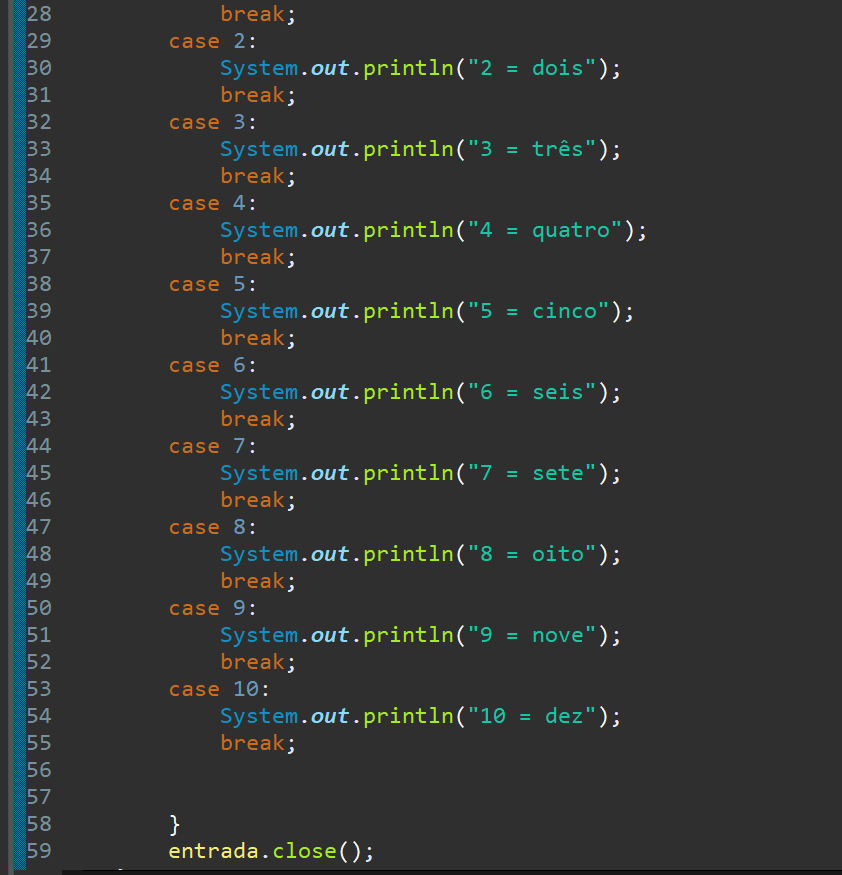 28 break;
29 case 2:
30 System.out.println("2 = dois");
31 break;
32 case 3:
33 System.out.println("3 = três");
34 break;
35 case 4:
36 System.out.println("4 = quatro");
37 break;
38 case 5:
39 System.out.println("5 = cinco");
40 break;
41 case 6:
42 System.out.println("6 = seis");
43 break;
44 case 7:
45 System.out.println("7 = sete");
46 break;
47 case 8:
48 System.out.println("8 = oito");
49 break;
50 case 9:
51 System.out.println("9 = nove");
52 break;
53 case 10:
54 System.out.println("10 = dez");
55 break;
56
57
58 }
59 entrada.close();